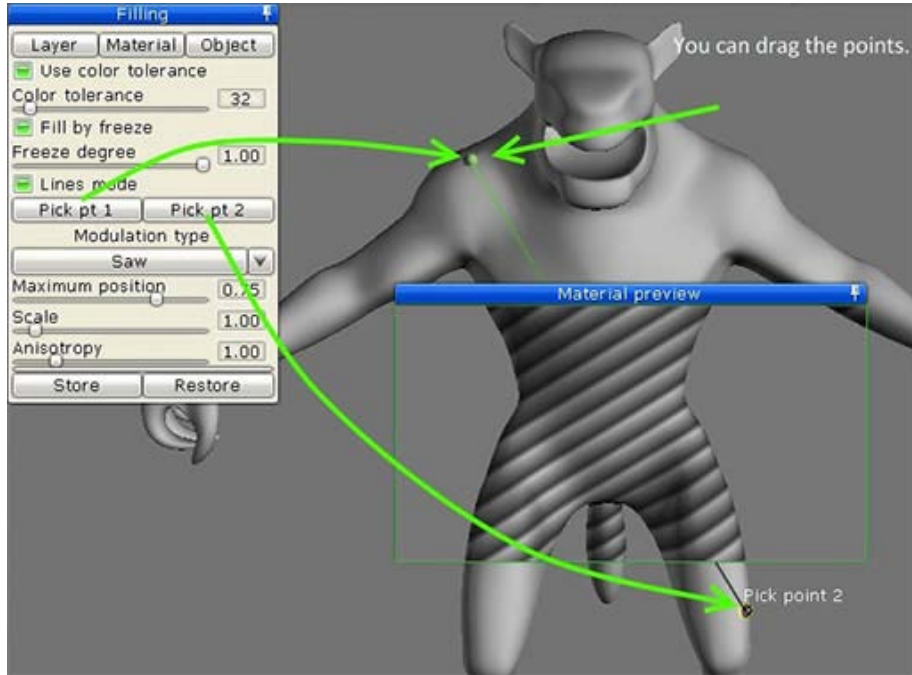 Filling
Layer Material Object
Use color tolerance
Color tolerance 32
Fill by freeze
Freeze degree 1.00
Lines mode
Pick pt 1 Pick pt 2
Modulation type
Saw
Maximum position 0.75
Scale 1.00
Anisotropy 1.00
Store Restore
You can drag the points.
Material preview
Pick point 2